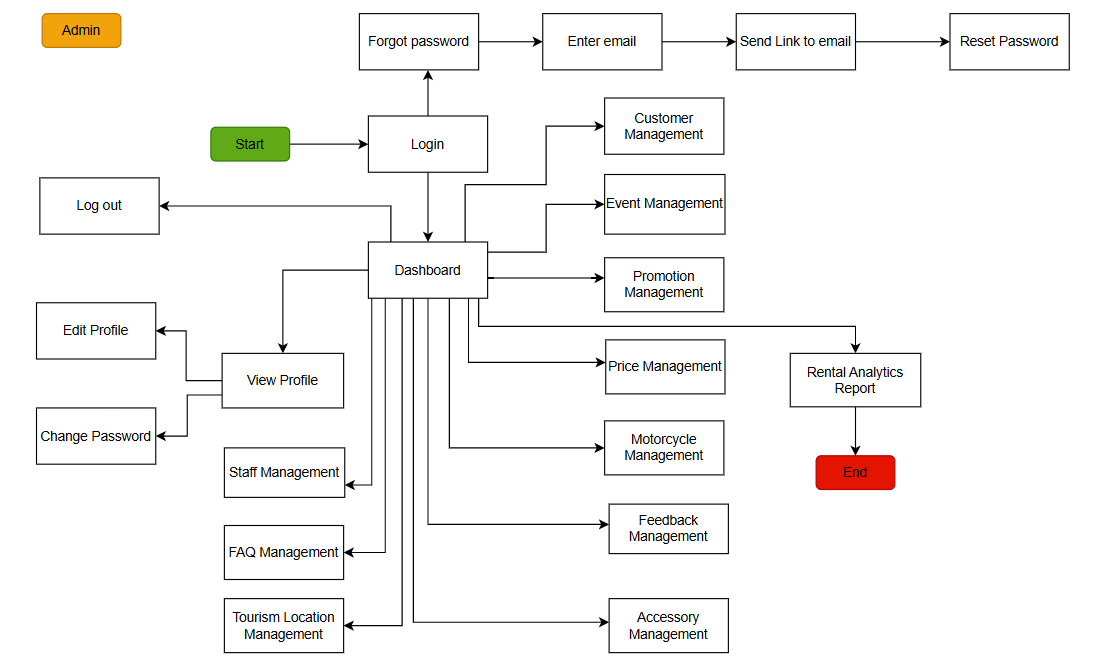 Admin
Forgot password
Enter email
Send Link to email
Reset Password
Customer
Management
Start
Login
Log out
Event Management
Dashboard
Promotion
Management
Edit Profile
View Profile
Price Management
Rental Analytics
Report
Change Password
Motorcycle
Management
Staff Management
End
FAQ Management
Feedback
Management
Tourism Location
Management
Accessory
Management